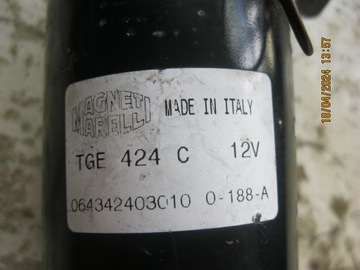 MAGNETI
MARELLI
MADE IN ITALY
TGE 424 C 12V
064342403010 0-188-A
18/04/2024 13:57